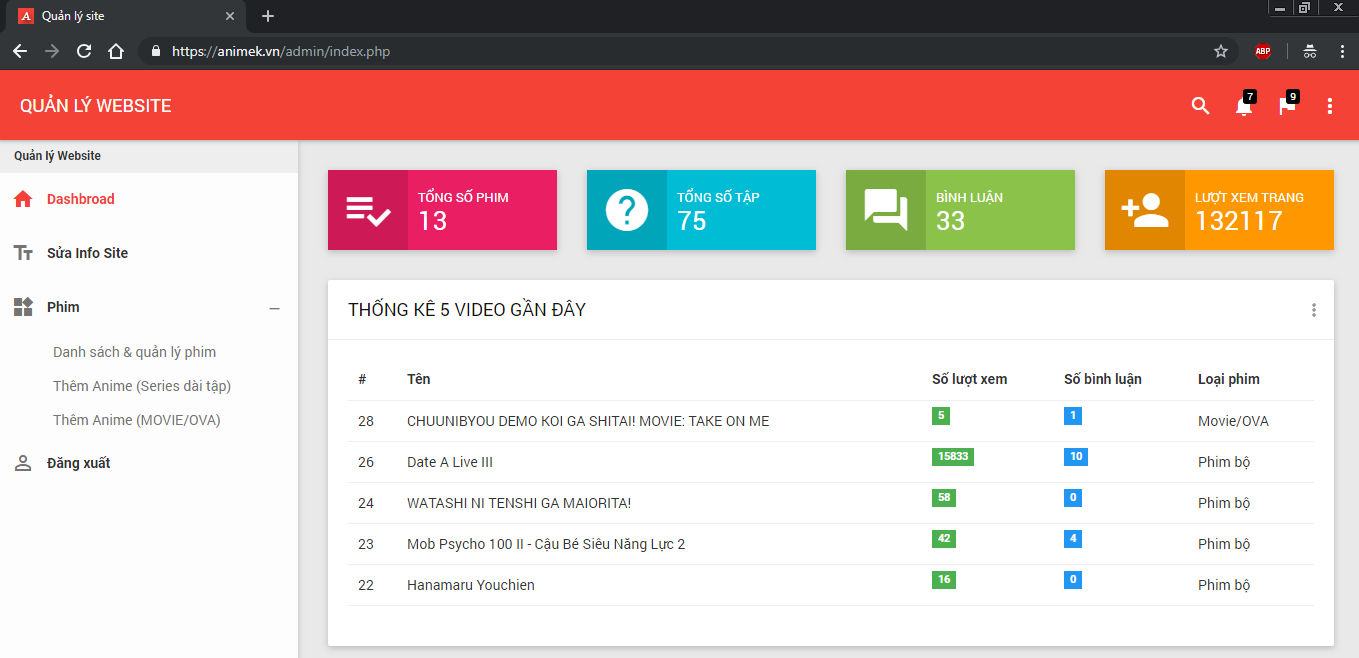 Quản lý site
https://animek.vn/admin/index.php
ABP
QUẢN LÝ WEBSITE
7
9
Quản lý Website
Dashbroad
Sửa Info Site
Phim
Danh sách & quản lý phim
Thêm Anime (Series dài tập)
Thêm Anime (MOVIE/OVA)
Đăng xuất
TỔNG SỐ PHIM
13
TỔNG SỐ TẬP
75
BÌNH LUẬN
33
LƯỢT XEM TRANG
132117
THỐNG KÊ 5 VIDEO GẦN ĐÂY
# Tên Số lượt xem Số bình luận Loại phim
28 CHUUNIBYOU DEMO KOI GA SHITAI! MOVIE: TAKE ON ME 5 1 Movie/OVA
26 Date A Live III 15833 10 Phim bộ
24 WATASHI NI TENSHI GA MAIORITA! 58 0 Phim bộ
23 Mob Psycho 100 II - Cậu Bé Siêu Năng Lực 2 42 4 Phim bộ
22 Hanamaru Youchien 16 0 Phim bộ